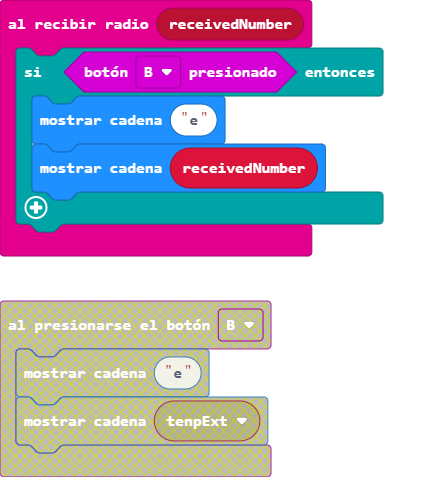 al recibir radio receivedNumber
si botón B presionado entonces
mostrar cadena "e"
mostrar cadena receivedNumber
al presionarse el botón B
mostrar cadena "e"
mostrar cadena tenpExt